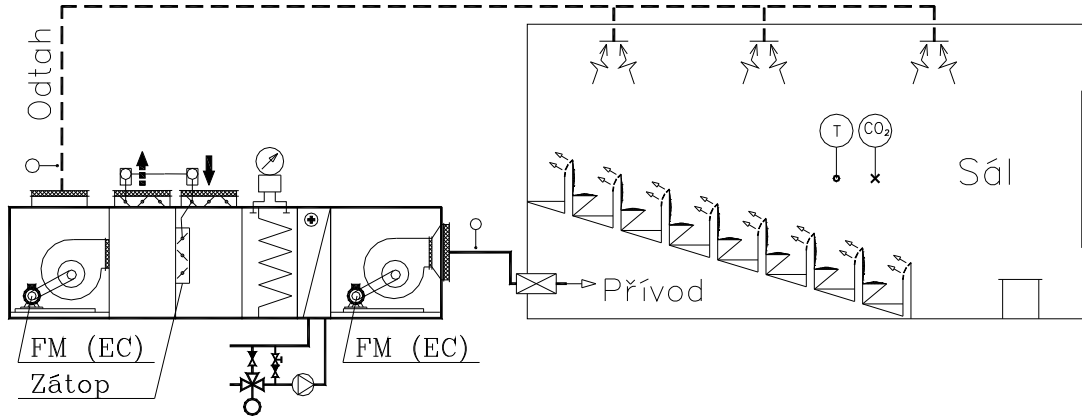 Odtah
T
CO₂
Sál
Přívod
FM (EC)
FM (EC)
Zátop